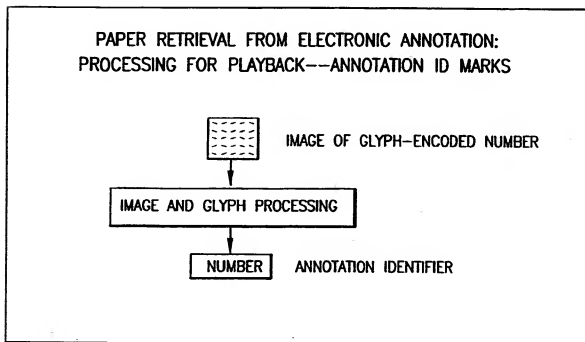 PAPER RETRIEVAL FROM ELECTRONIC ANNOTATION:
PROCESSING FOR PLAYBACK--ANNOTATION ID MARKS
IMAGE OF GLYPH-ENCODED NUMBER
IMAGE AND GLYPH PROCESSING
NUMBER ANNOTATION IDENTIFIER